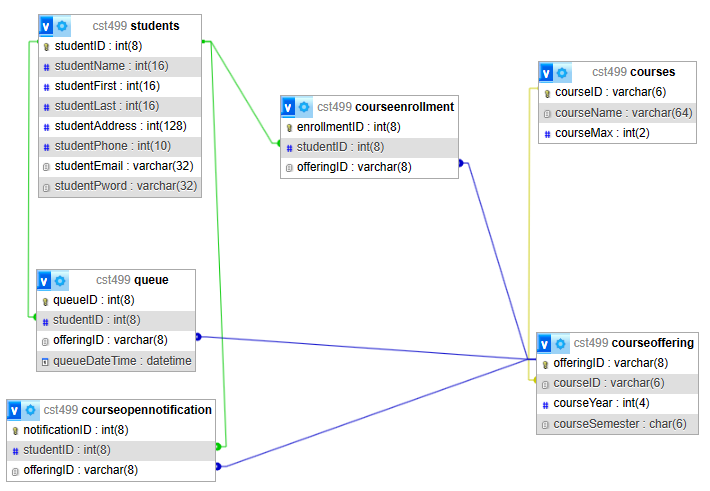 cst499 students
studentID : int(8)
studentName : int(16)
studentFirst : int(16)
studentLast : int(16)
studentAddress : int(128)
studentPhone : int(10)
studentEmail : varchar(32)
studentPword : varchar(32)
cst499 courseenrollment
enrollmentID : int(8)
studentID : int(8)
offeringID : varchar(8)
cst499 courses
courseID : varchar(6)
courseName : varchar(64)
courseMax : int(2)
cst499 queue
queueID : int(8)
studentID : int(8)
offeringID : varchar(8)
queueDateTime : datetime
cst499 courseoffering
offeringID : varchar(8)
courseID : varchar(6)
courseYear : int(4)
courseSemester : char(6)
cst499 courseopennotification
notificationID : int(8)
studentID : int(8)
offeringID : varchar(8)